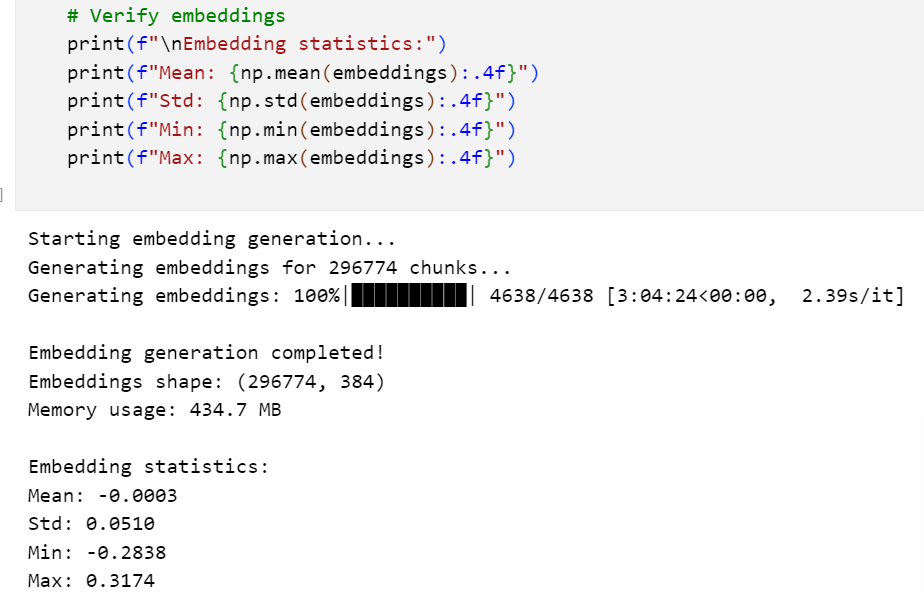 # Verify embeddings
print(f"\nEmbedding statistics:")
print(f"Mean: {np.mean(embeddings):.4f}")
print(f"Std: {np.std(embeddings):.4f}")
print(f"Min: {np.min(embeddings):.4f}")
print(f"Max: {np.max(embeddings):.4f}")
]
Starting embedding generation...
Generating embeddings for 296774 chunks...
Generating embeddings: 100%|██████████| 4638/4638 [3:04:24<00:00,  2.39s/it]
Embedding generation completed!
Embeddings shape: (296774, 384)
Memory usage: 434.7 MB
Embedding statistics:
Mean: -0.0003
Std: 0.0510
Min: -0.2838
Max: 0.3174